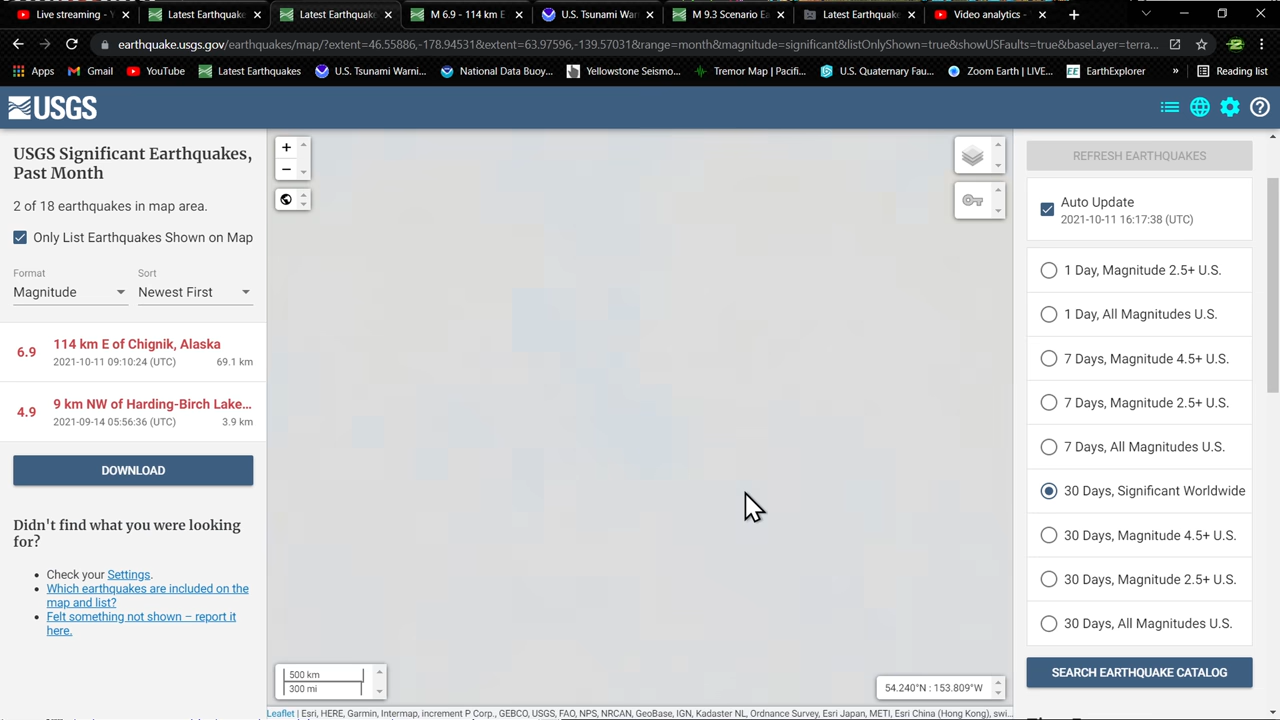 Live streaming - Y
Latest Earthquakes
Latest Earthquakes
M 6.9 - 114 km E
U.S. Tsunami War
M 9.3 Scenario Ea
Latest Earthquake
Video analytics -
earthquake.usgs.gov/earthquakes/map/?extent=46.55886,-178.94531&extent=63.97596,-139.57031&range=month&magnitude=significant&listOnlyShown=true&showUSFaults=true&baseLayer=terra...
Apps
Gmail
YouTube
Latest Earthquakes
U.S. Tsunami Warni...
National Data Buoy...
Yellowstone Seismo...
Tremor Map | Pacifi...
U.S. Quaternary Fau...
Zoom Earth | LIVE...
EarthExplorer
»
Reading list
USGS
USGS Significant Earthquakes,
Past Month
2 of 18 earthquakes in map area.
Only List Earthquakes Shown on Map
Format
Sort
Magnitude
Newest First
6.9
114 km E of Chignik, Alaska
2021-10-11 09:10:24 (UTC)
69.1 km
4.9
9 km NW of Harding-Birch Lake...
2021-09-14 05:56:36 (UTC)
3.9 km
DOWNLOAD
Didn't find what you were looking
for?
Check your Settings.
Which earthquakes are included on the
map and list?
Felt something not shown – report it
here.
+
−
500 km
300 mi
54.240°N : 153.809°W
Leaflet | Esri, HERE, Garmin, Intermap, increment P Corp., GEBCO, USGS, FAO, NPS, NRCAN, GeoBase, IGN, Kadaster NL, Ordnance Survey, Esri Japan, METI, Esri China (Hong Kong), swi...
REFRESH EARTHQUAKES
Auto Update
2021-10-11 16:17:38 (UTC)
1 Day, Magnitude 2.5+ U.S.
1 Day, All Magnitudes U.S.
7 Days, Magnitude 4.5+ U.S.
7 Days, Magnitude 2.5+ U.S.
7 Days, All Magnitudes U.S.
30 Days, Significant Worldwide
30 Days, Magnitude 4.5+ U.S.
30 Days, Magnitude 2.5+ U.S.
30 Days, All Magnitudes U.S.
SEARCH EARTHQUAKE CATALOG